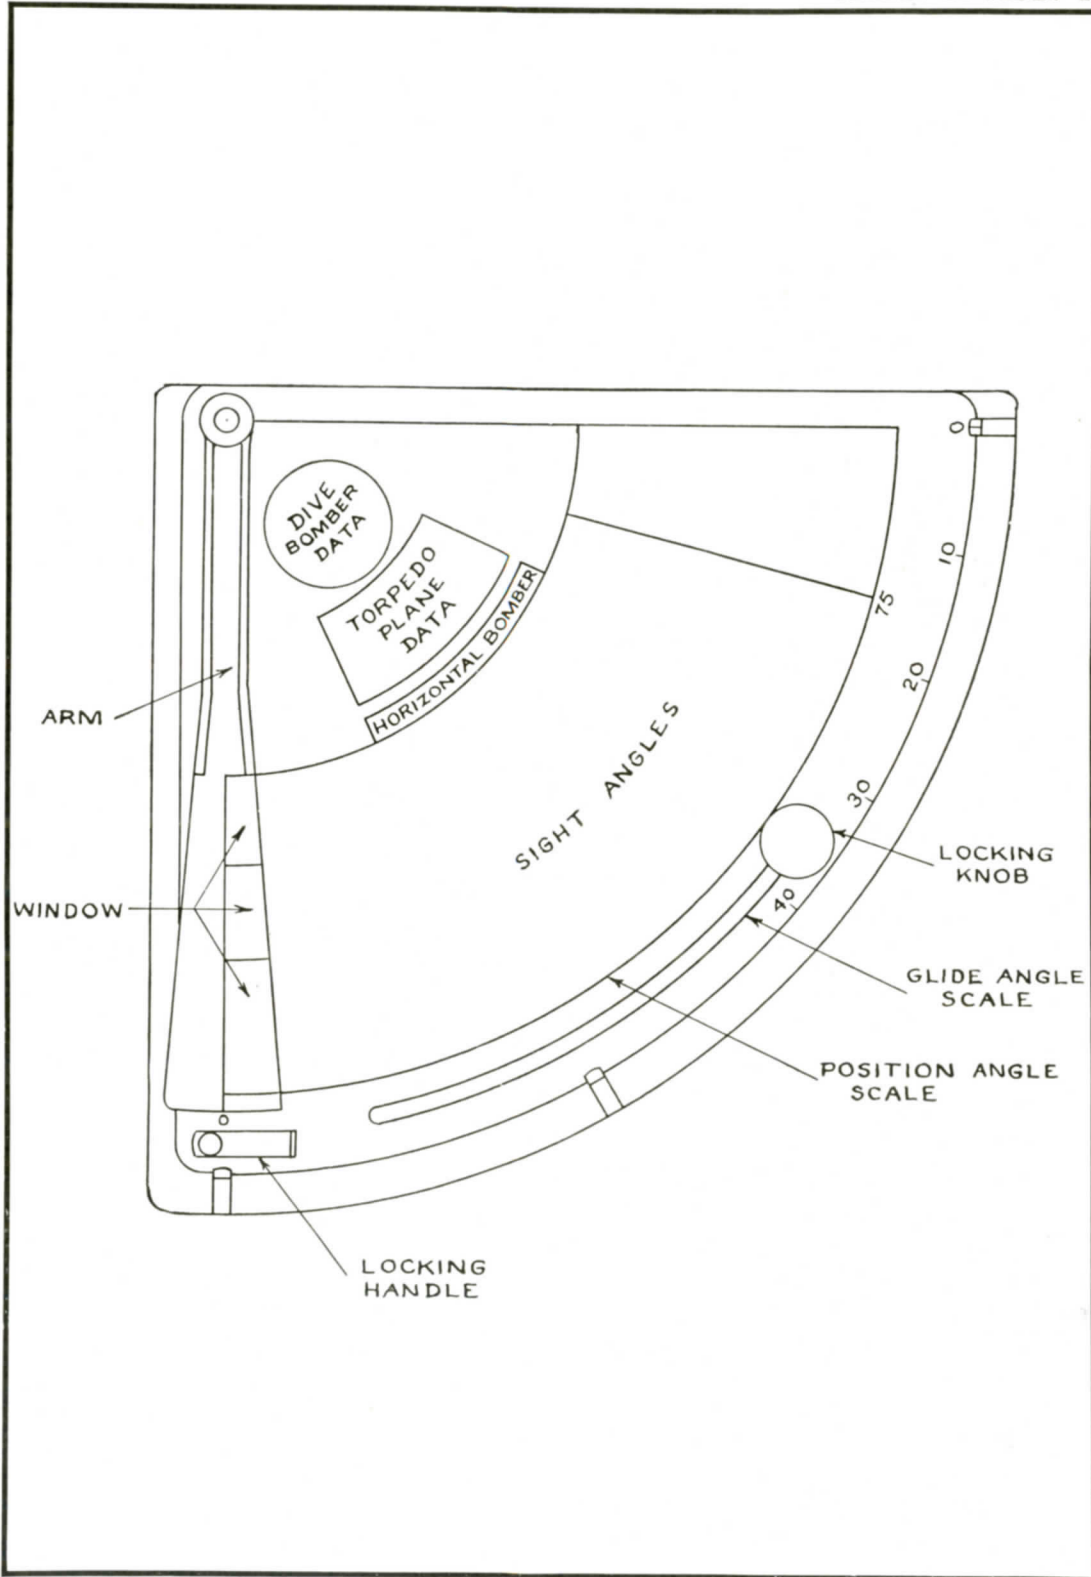 0
DIVE
BOMBER
DATA
10
TORPEDO
PLANE
DATA
HORIZONTAL BOMBER
75
20
ARM
SIGHT ANGLES
30
LOCKING
KNOB
40
WINDOW
GLIDE ANGLE
SCALE
POSITION ANGLE
SCALE
0
LOCKING
HANDLE